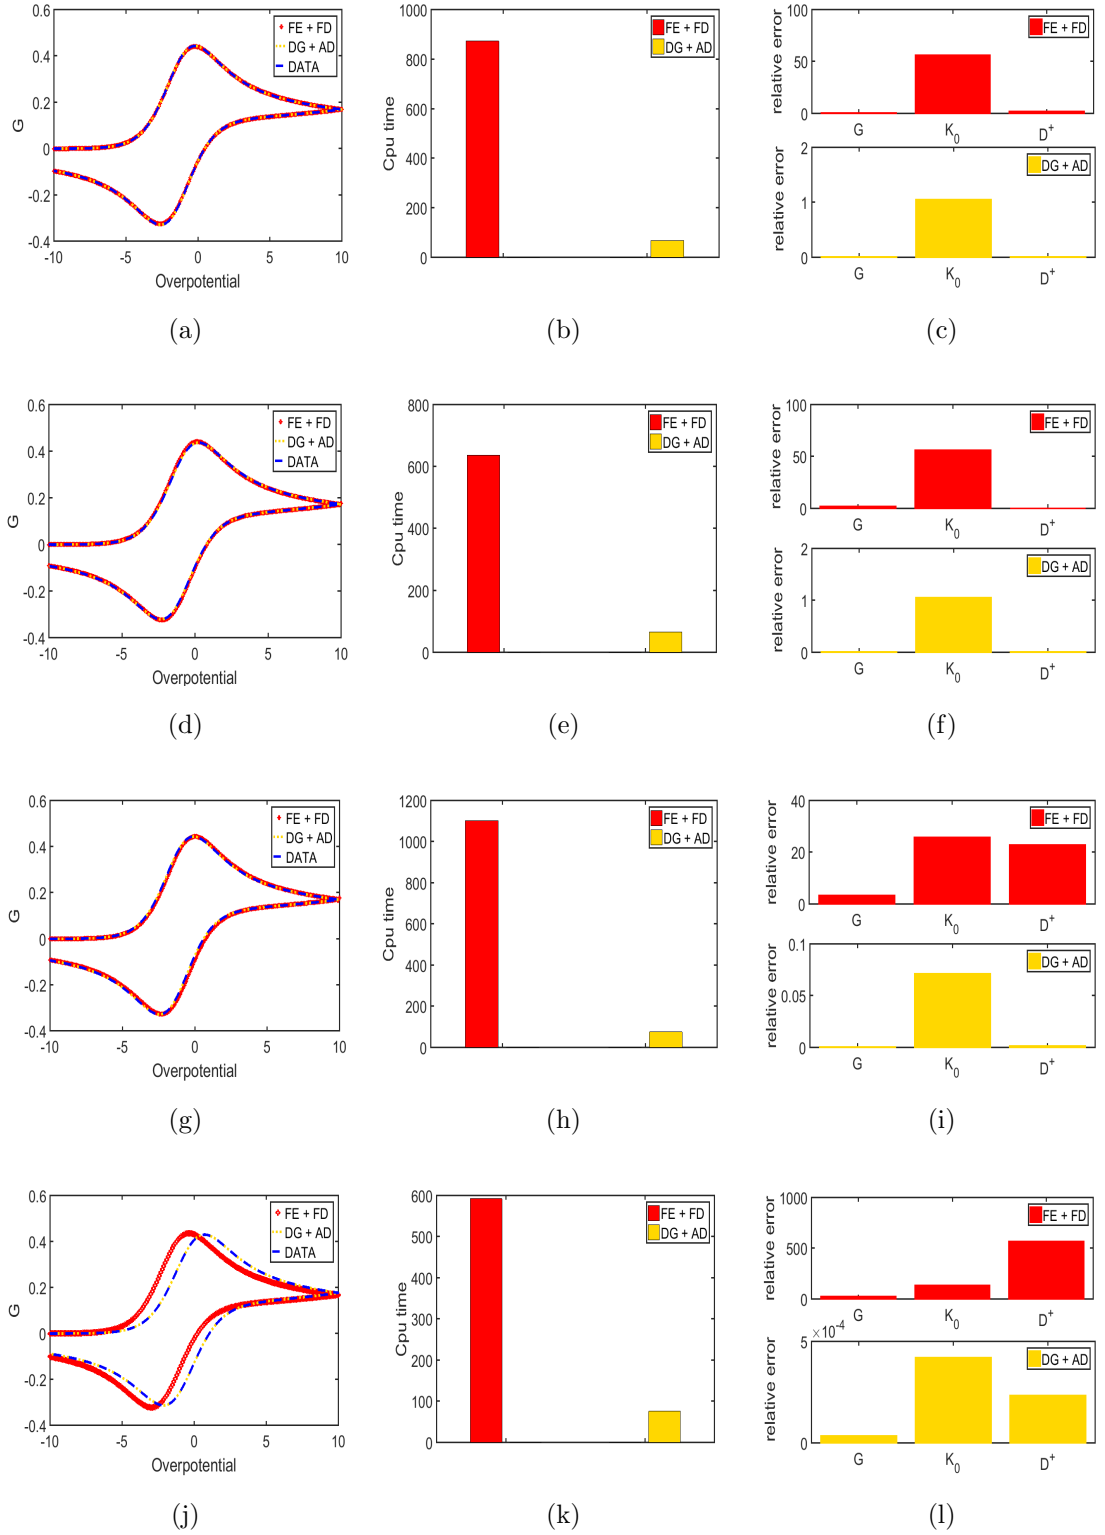 0.6
0.4
0.2
0
-0.2
-0.4
G
-10
-5
0
5
10
Overpotential
FE + FD
DG + AD
DATA
(a)
1000
800
600
400
200
0
Cpu time
FE + FD
DG + AD
(b)
100
50
0
relative error
FE + FD
G
K0
D+
2
1
0
relative error
DG + AD
G
K0
D+
(c)
0.6
0.4
0.2
0
-0.2
-0.4
G
-10
-5
0
5
10
Overpotential
FE + FD
DG + AD
DATA
(d)
800
600
400
200
0
Cpu time
FE + FD
DG + AD
(e)
100
50
0
relative error
FE + FD
G
K0
D+
2
1
0
relative error
DG + AD
G
K0
D+
(f)
0.6
0.4
0.2
0
-0.2
-0.4
G
-10
-5
0
5
10
Overpotential
FE + FD
DG + AD
DATA
(g)
1200
1000
800
600
400
200
0
Cpu time
FE + FD
DG + AD
(h)
40
20
0
relative error
FE + FD
G
K0
D+
0.1
0.05
0
relative error
DG + AD
G
K0
D+
(i)
0.6
0.4
0.2
0
-0.2
-0.4
G
-10
-5
0
5
10
Overpotential
FE + FD
DG + AD
DATA
(j)
600
500
400
300
200
100
0
Cpu time
FE + FD
DG + AD
(k)
1000
500
0
relative error
FE + FD
G
K0
D+
×10-4
5
0
relative error
DG + AD
G
K0
D+
(l)